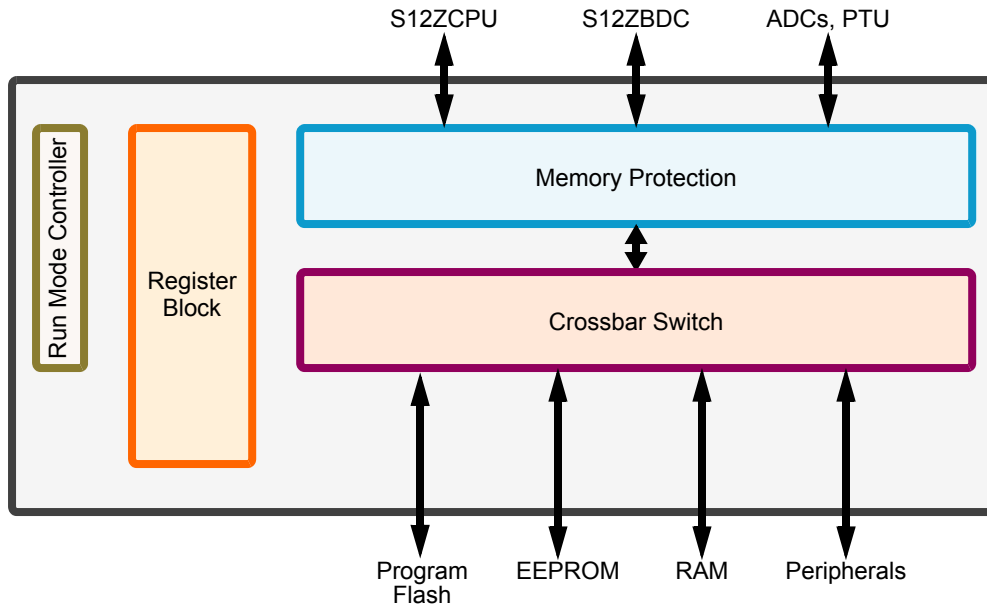 S12ZCPU
S12ZBDC
ADCs, PTU
Run Mode Controller
Register
Block
Memory Protection
Crossbar Switch
Program
Flash
EEPROM
RAM
Peripherals